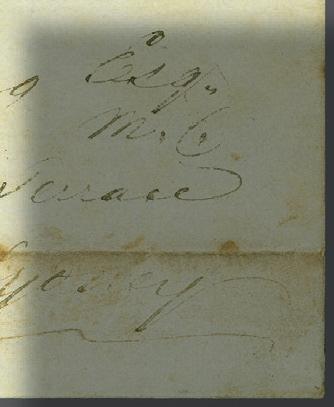 Esqr
M.C.
Terrace
Sydney